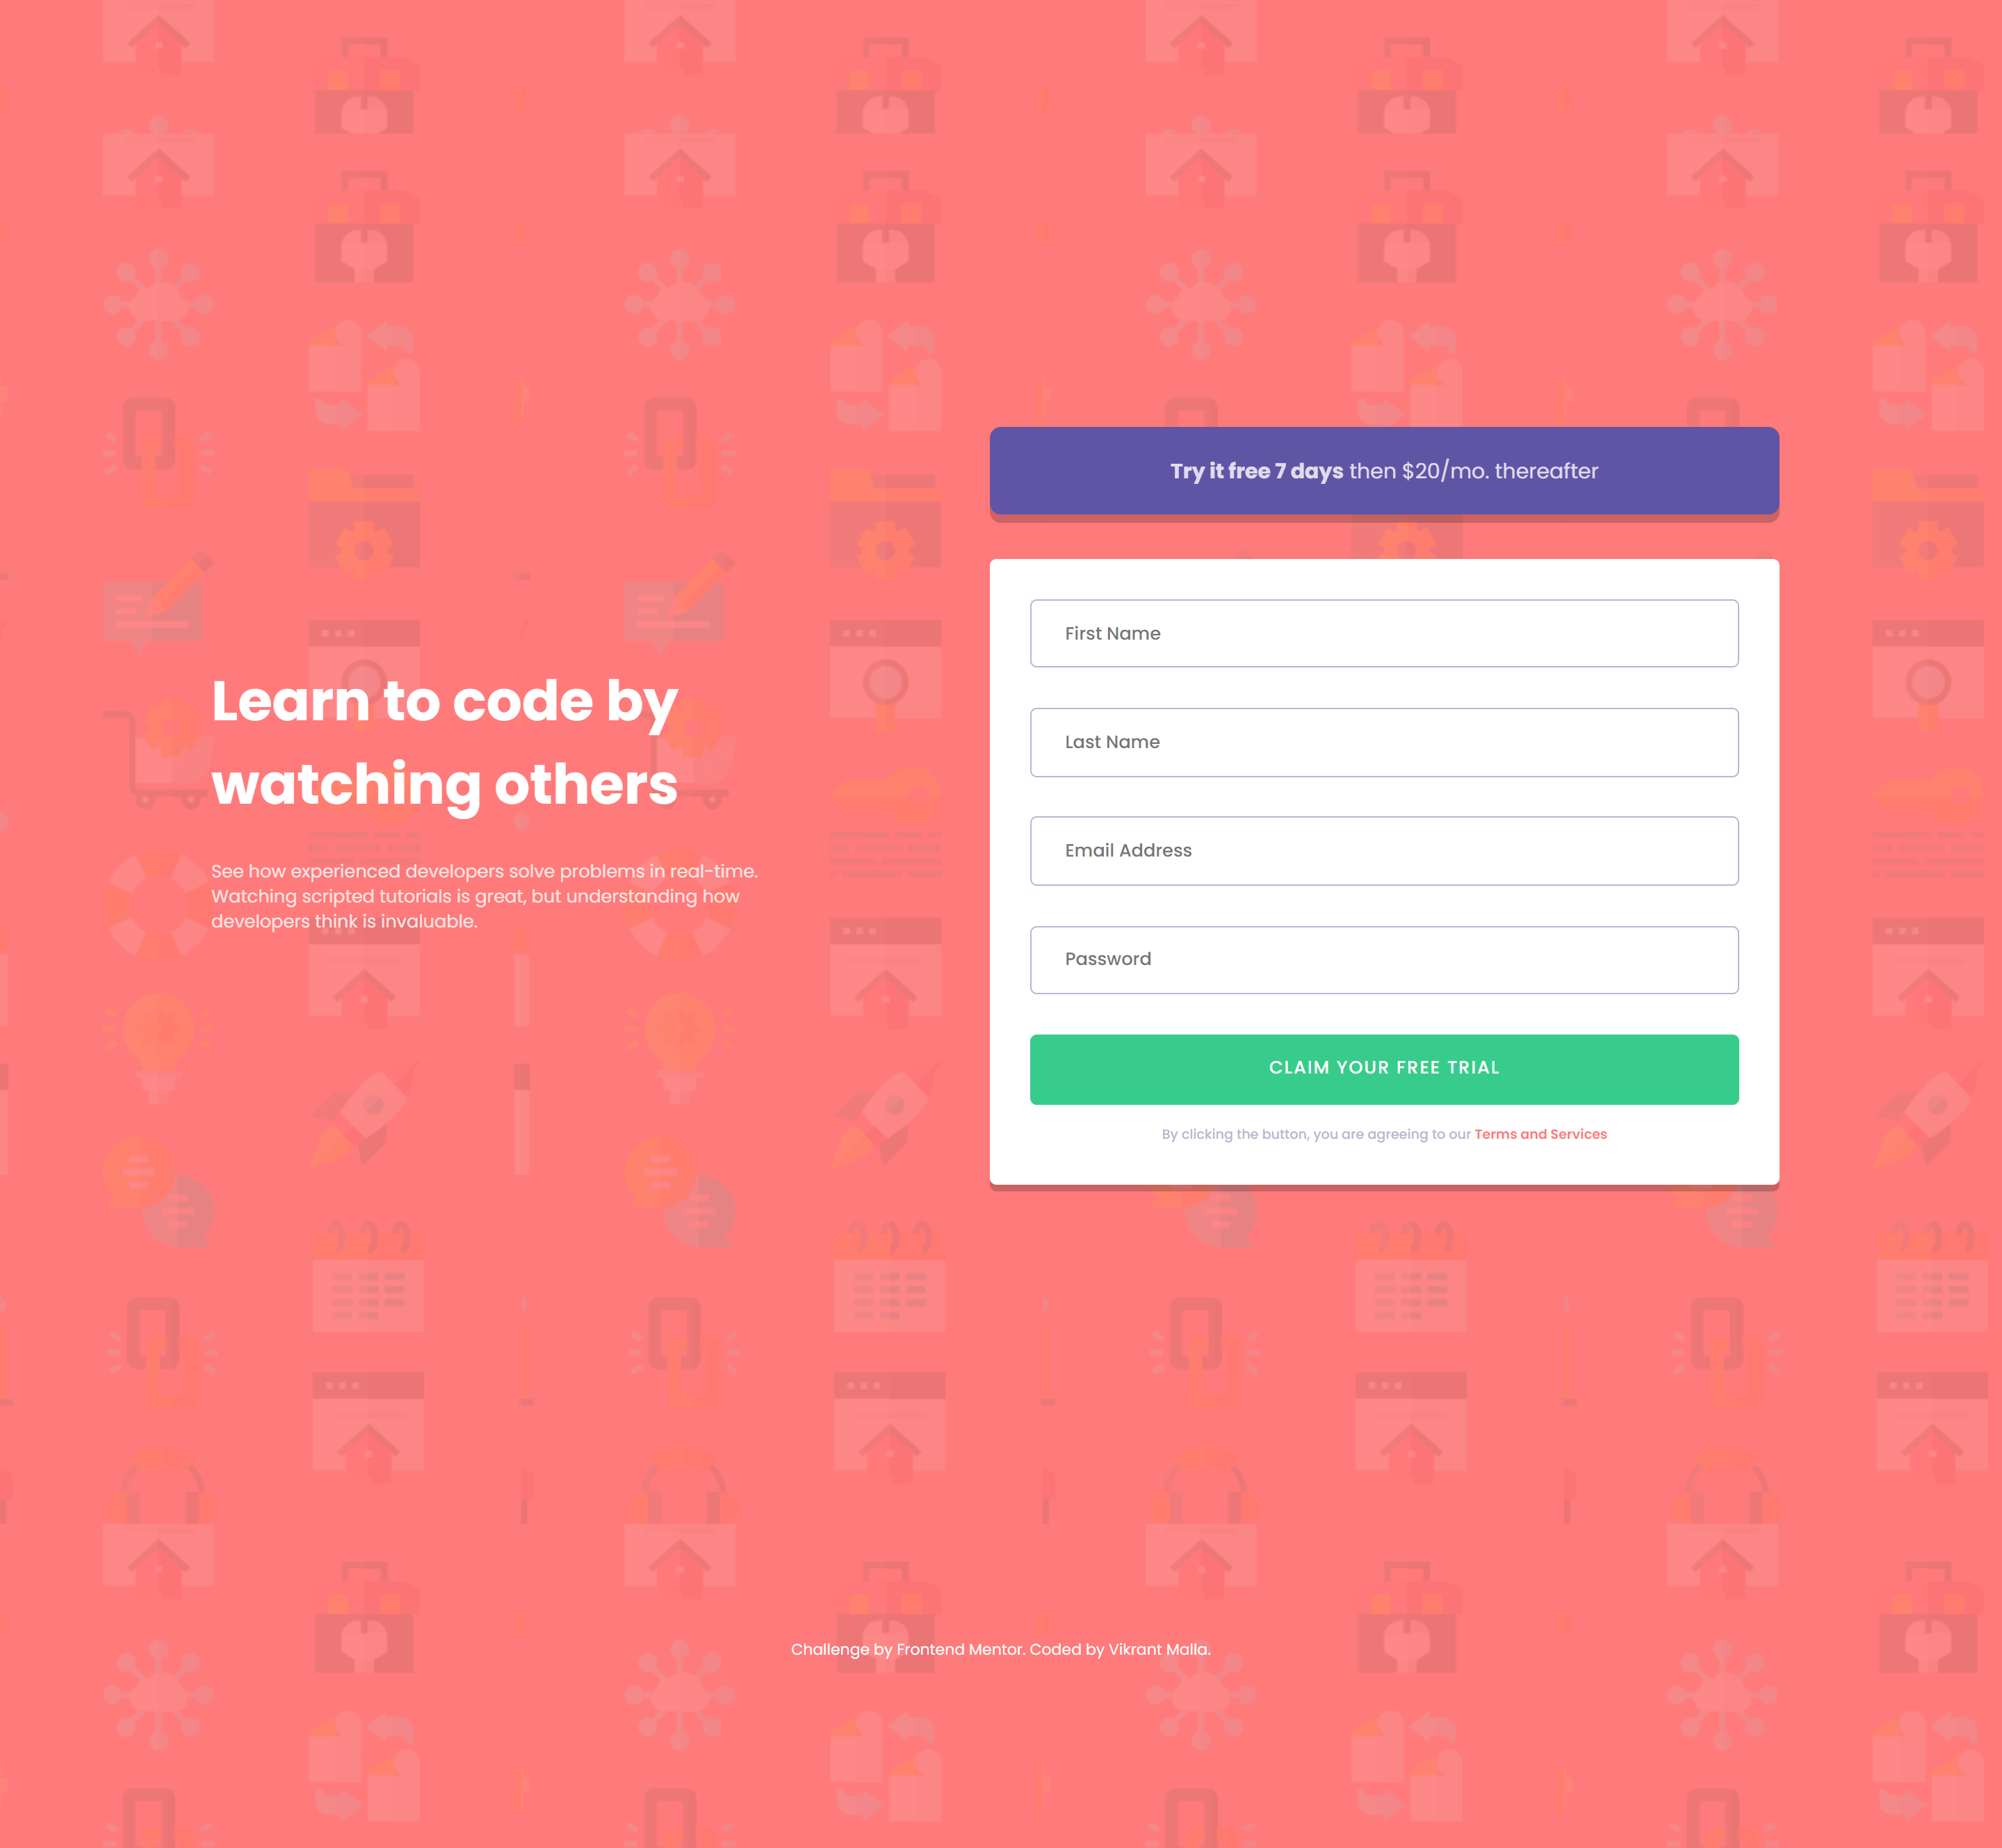 Learn to code by
watching others
See how experienced developers solve problems in real-time.
Watching scripted tutorials is great, but understanding how
developers think is invaluable.
Try it free 7 days then $20/mo. thereafter
First Name
Last Name
Email Address
Password
CLAIM YOUR FREE TRIAL
By clicking the button, you are agreeing to our Terms and Services
Challenge by Frontend Mentor. Coded by Vikrant Malla.